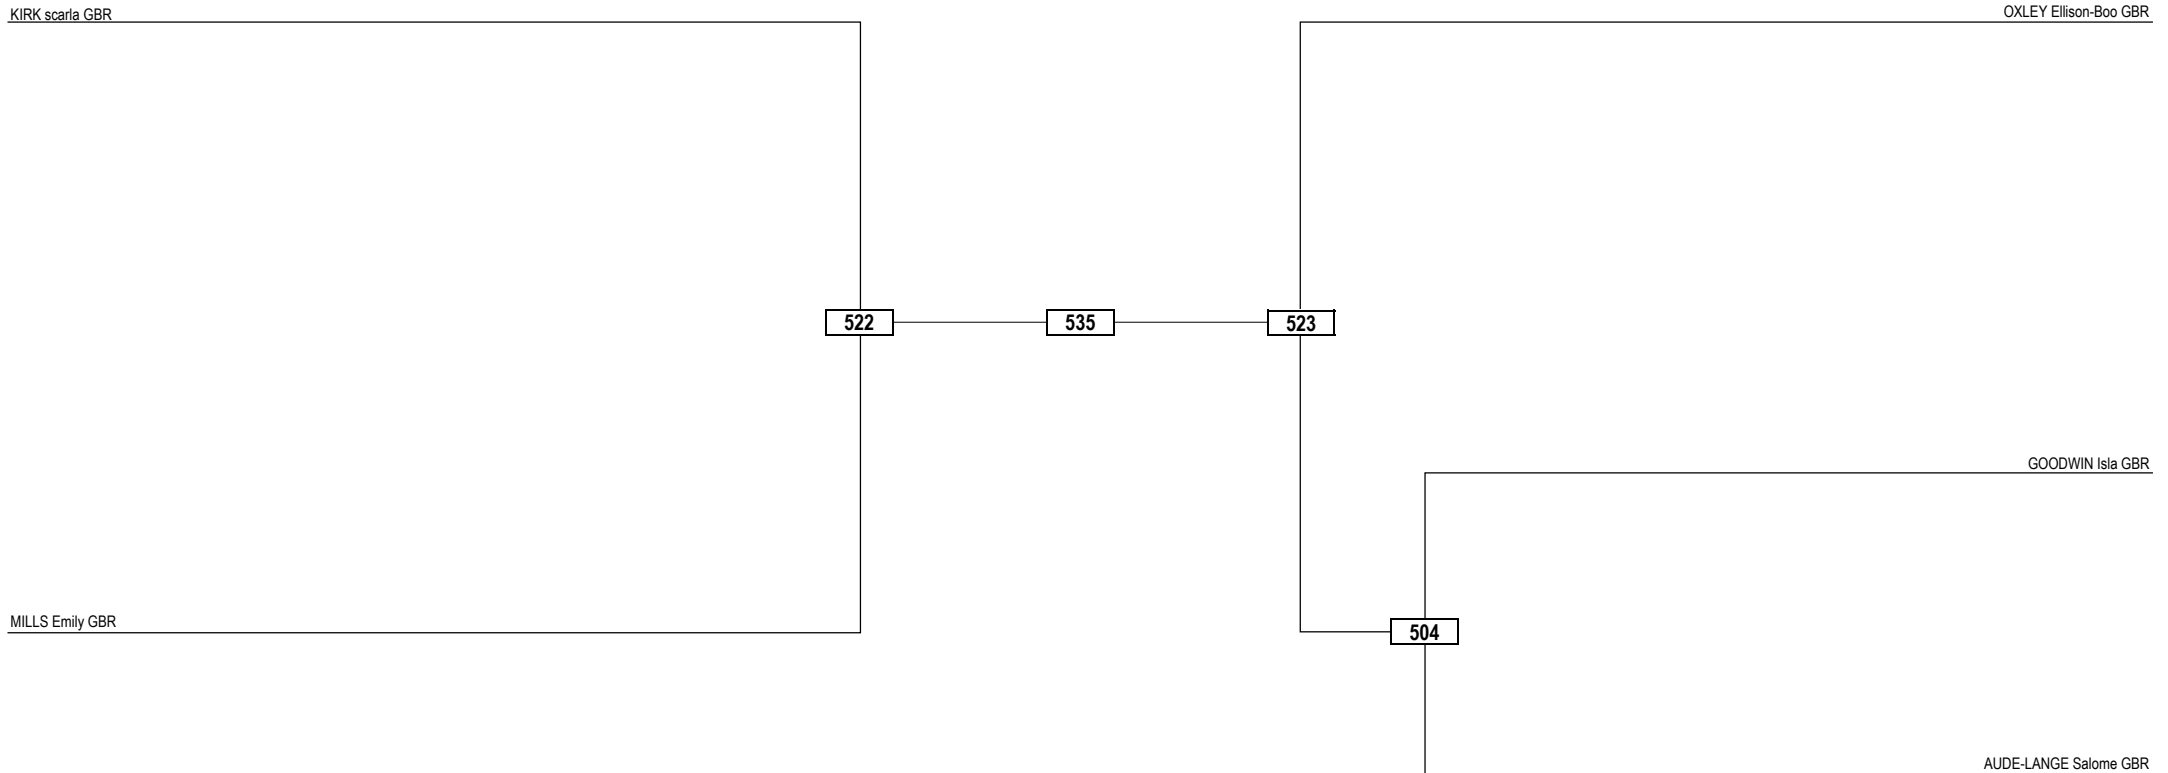 KIRK scarla GBR
OXLEY Ellison-Boo GBR
522
535
523
GOODWIN Isla GBR
MILLS Emily GBR
504
AUDE-LANGE Salome GBR